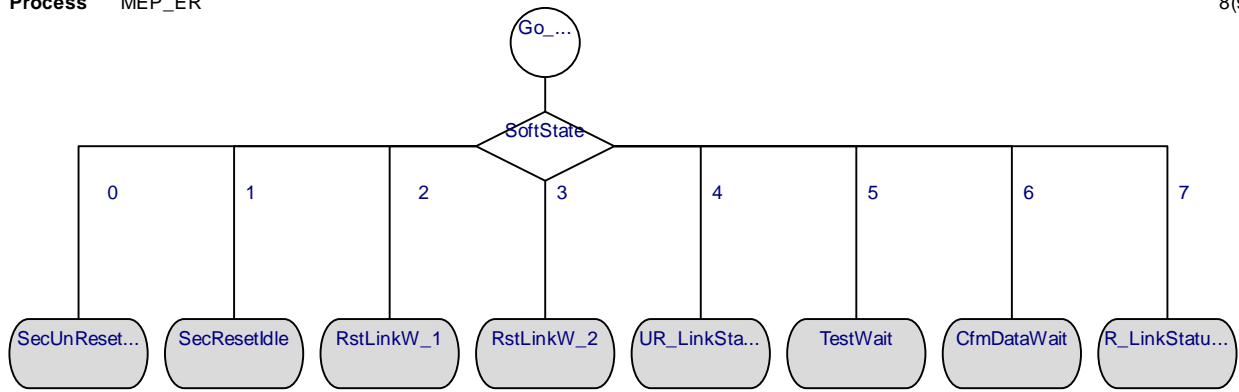 Process MEP_ER 8(
Go_...
SoftState
0 1 2 3 4 5 6 7
SecUnReset... SecResetIdle RstLinkW_1 RstLinkW_2 UR_LinkSta... TestWait CfmDataWait R_LinkStatu...